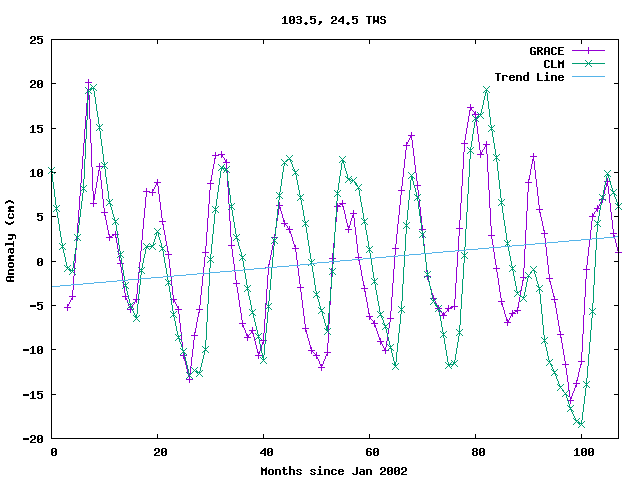 103.5, 24.5 TWS
GRACE
CLM
Trend Line
25
20
15
10
5
0
-5
-10
-15
-20
Anomaly (cm)
0 20 40 60 80 100
Months since Jan 2002